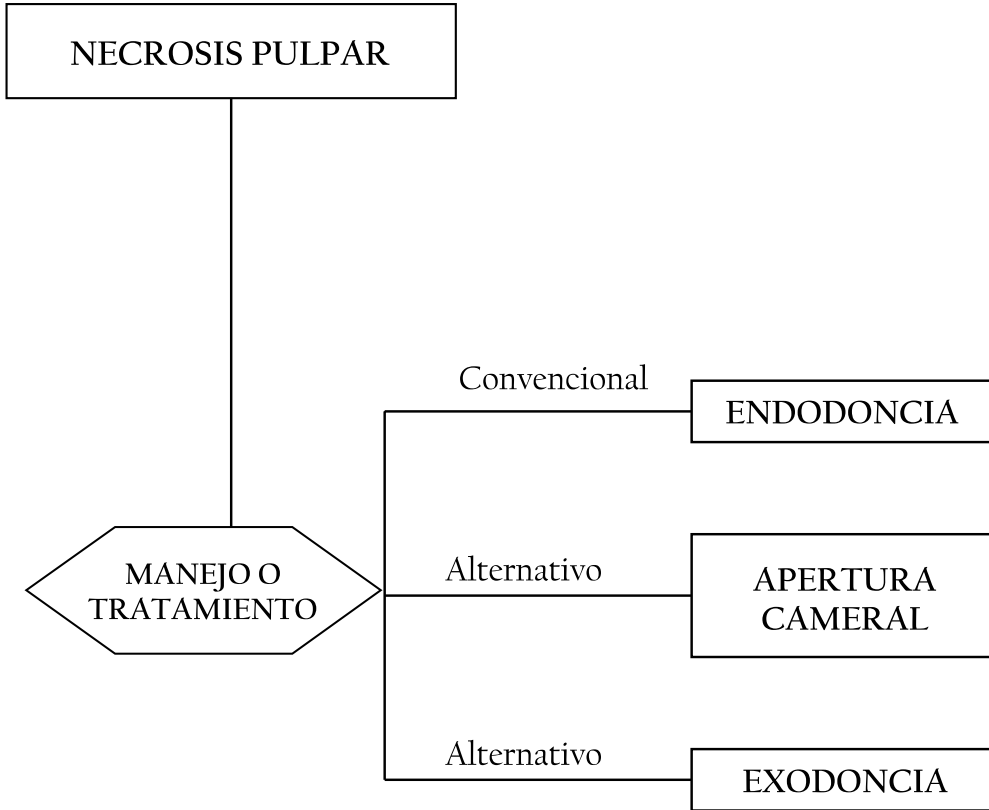 NECROSIS PULPAR
Convencional
ENDODONCIA
MANEJO O
TRATAMIENTO
Alternativo
APERTURA
CAMERAL
Alternativo
EXODONCIA